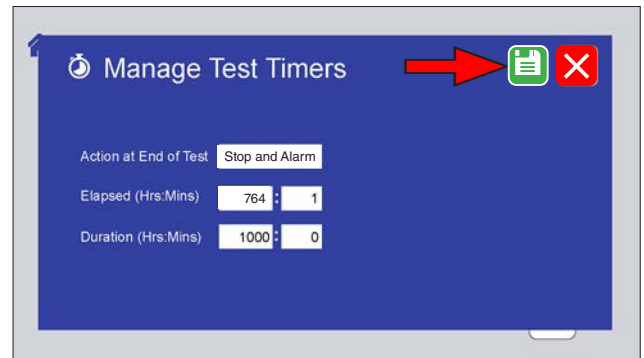 Manage Test Timers
Action at End of Test Stop and Alarm
Elapsed (Hrs:Mins) 764 : 1
Duration (Hrs:Mins) 1000 : 0